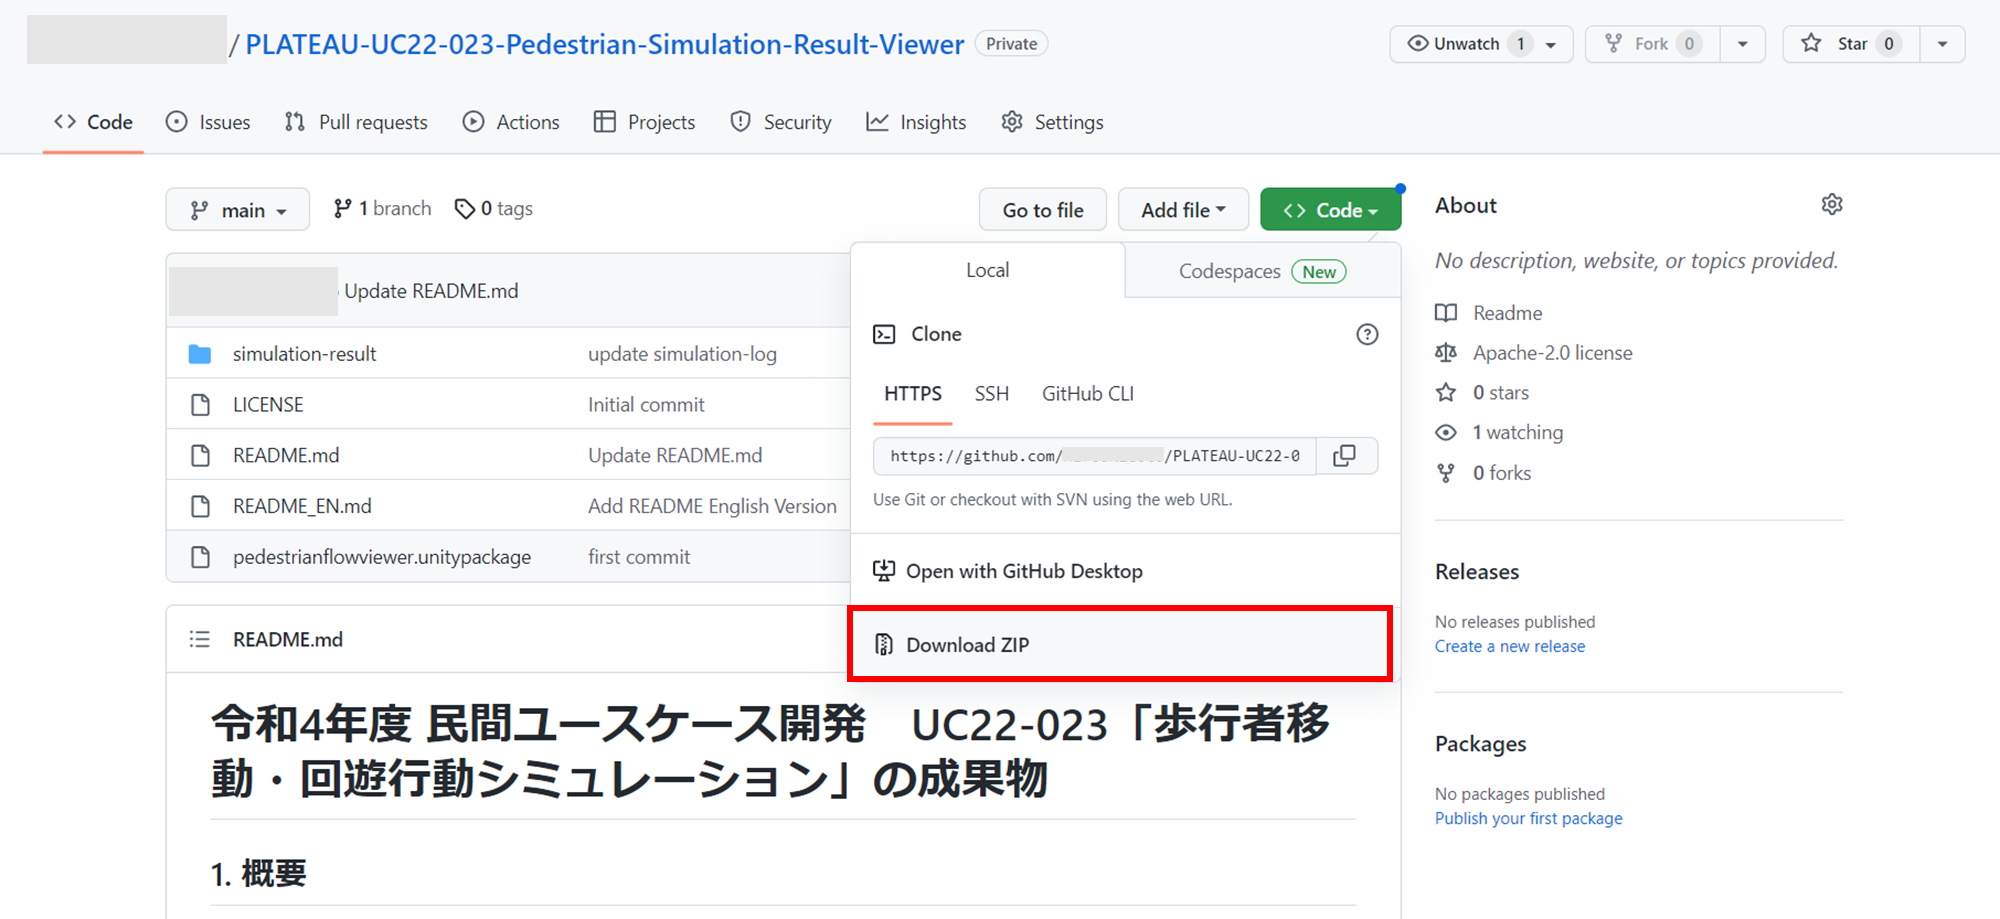 / PLATEAU-UC22-023-Pedestrian-Simulation-Result-Viewer Private
Unwatch 1
Fork 0
Star 0
Code Issues Pull requests Actions Projects Security Insights Settings
main 1 branch 0 tags
Go to file Add file Code
Update README.md
simulation-result update simulation-log
LICENSE Initial commit
README.md Update README.md
README_EN.md Add README English Version
pedestrianflowviewer.unitypackage first commit
Local Codespaces New
Clone
HTTPS SSH GitHub CLI
https://github.com/ /PLATEAU-UC22-0
Use Git or checkout with SVN using the web URL.
Open with GitHub Desktop
Download ZIP
README.md
令和4年度 民間ユースケース開発　UC22-023「歩行者移
動・回遊行動シミュレーション」の成果物
1. 概要
About
No description, website, or topics provided.
Readme
Apache-2.0 license
0 stars
1 watching
0 forks
Releases
No releases published
Create a new release
Packages
No packages published
Publish your first package